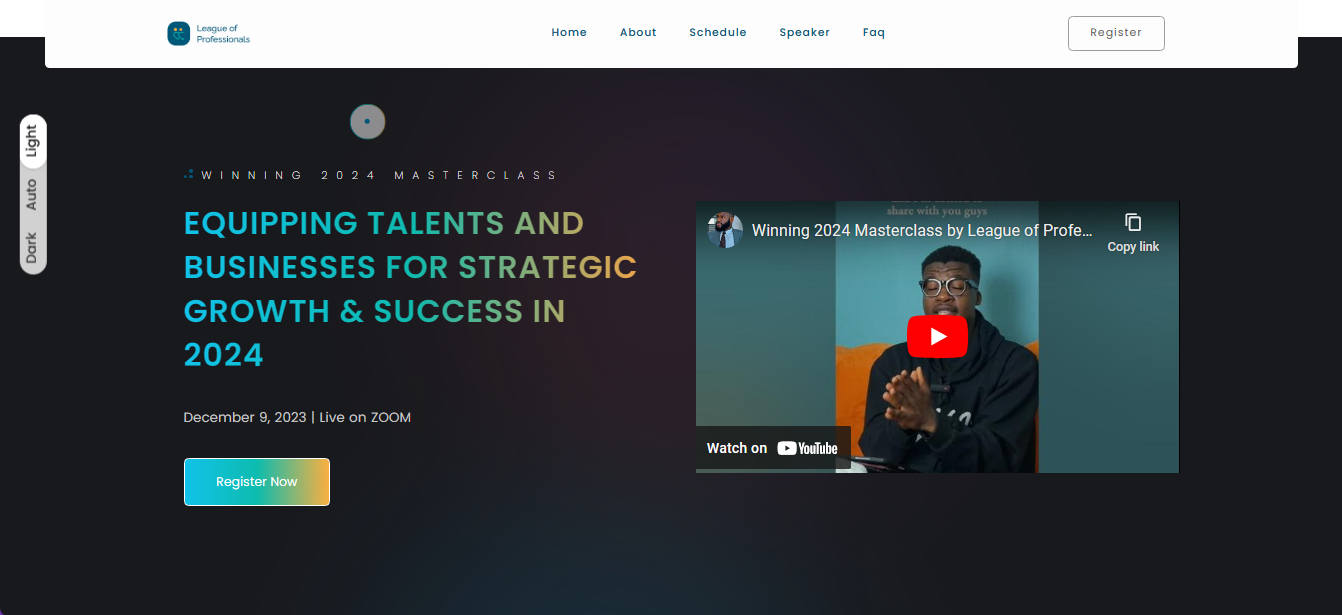 League of
Professionals
Home
About
Schedule
Speaker
Faq
Register
Light
Auto
Dark
WINNING 2024 MASTERCLASS
EQUIPPING TALENTS AND
BUSINESSES FOR STRATEGIC
GROWTH & SUCCESS IN
2024
December 9, 2023 | Live on ZOOM
Register Now
share with you guys
Winning 2024 Masterclass by League of Profe...
Copy link
Watch on YouTube